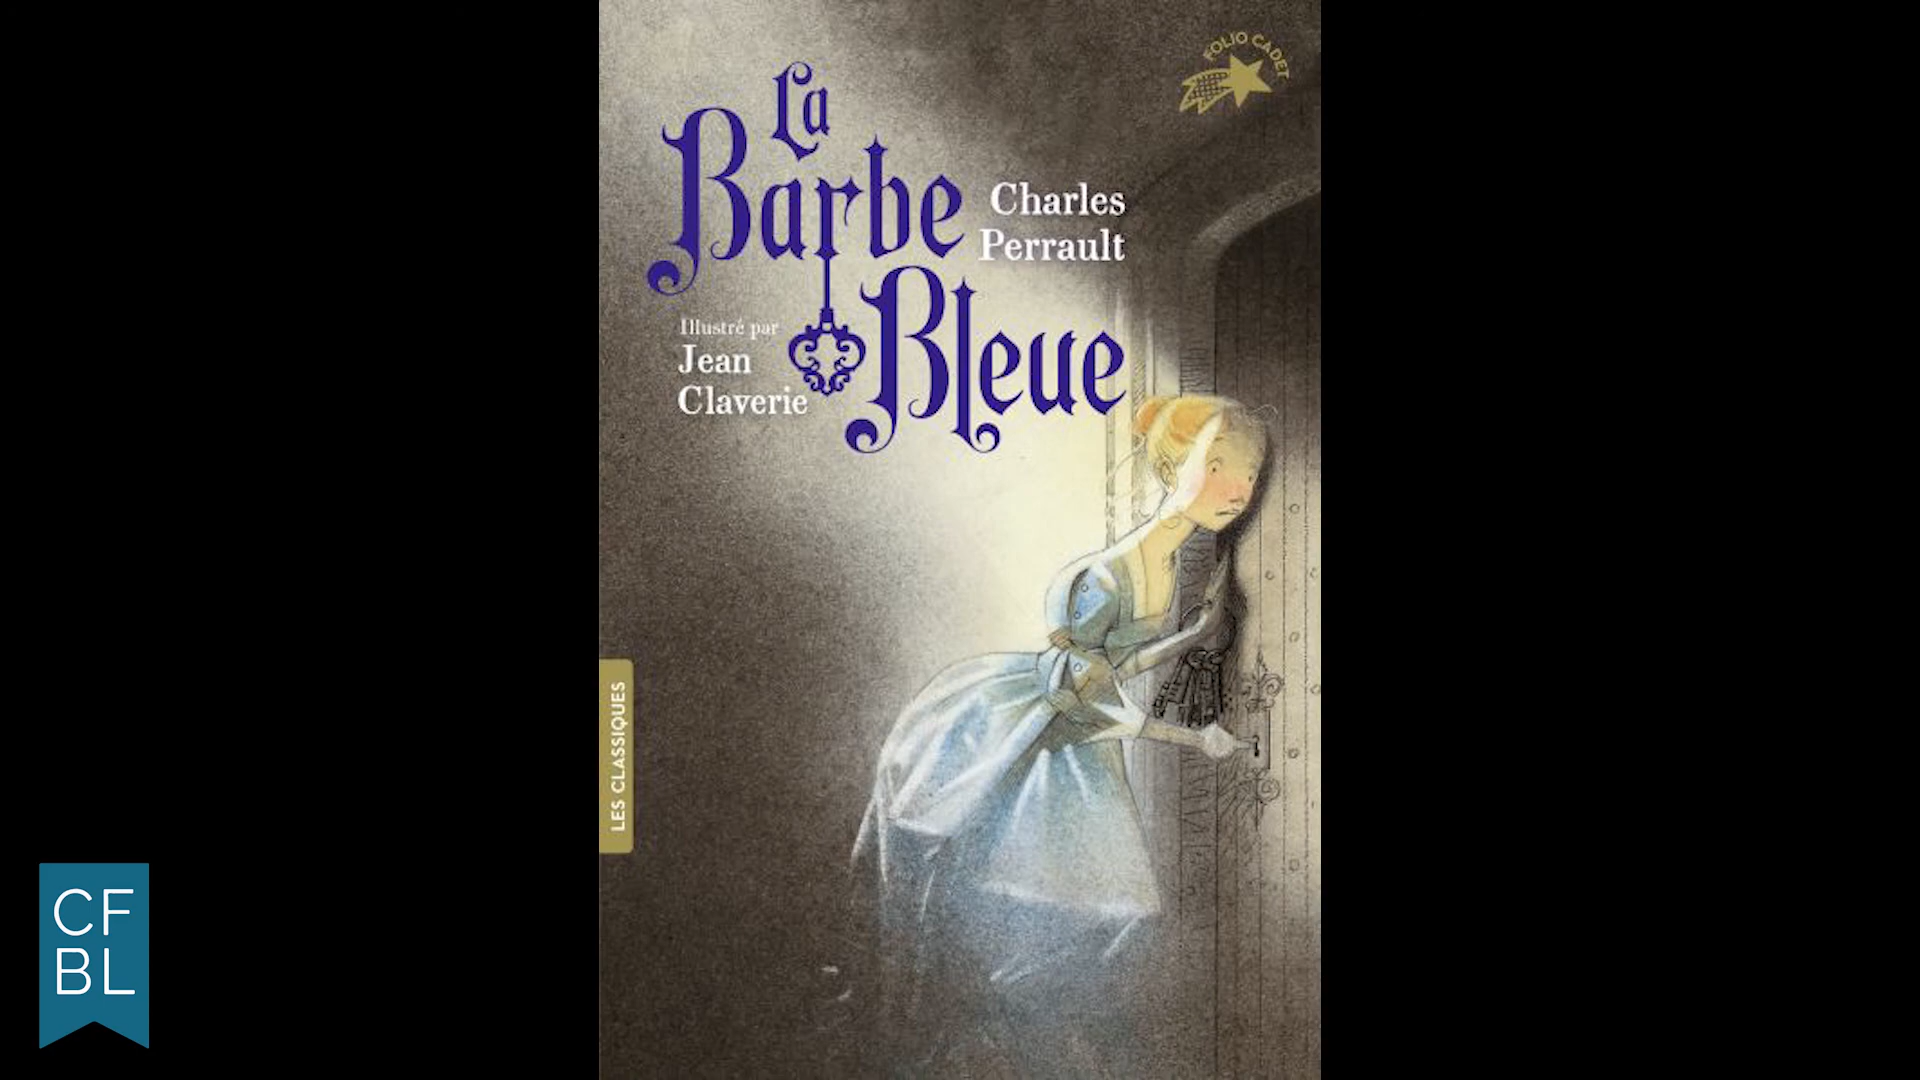 FOLIO CADET
La
Barbe
Charles
Perrault
Bleue
Illustré par
Jean
Claverie
LES CLASSIQUES
CF
BL